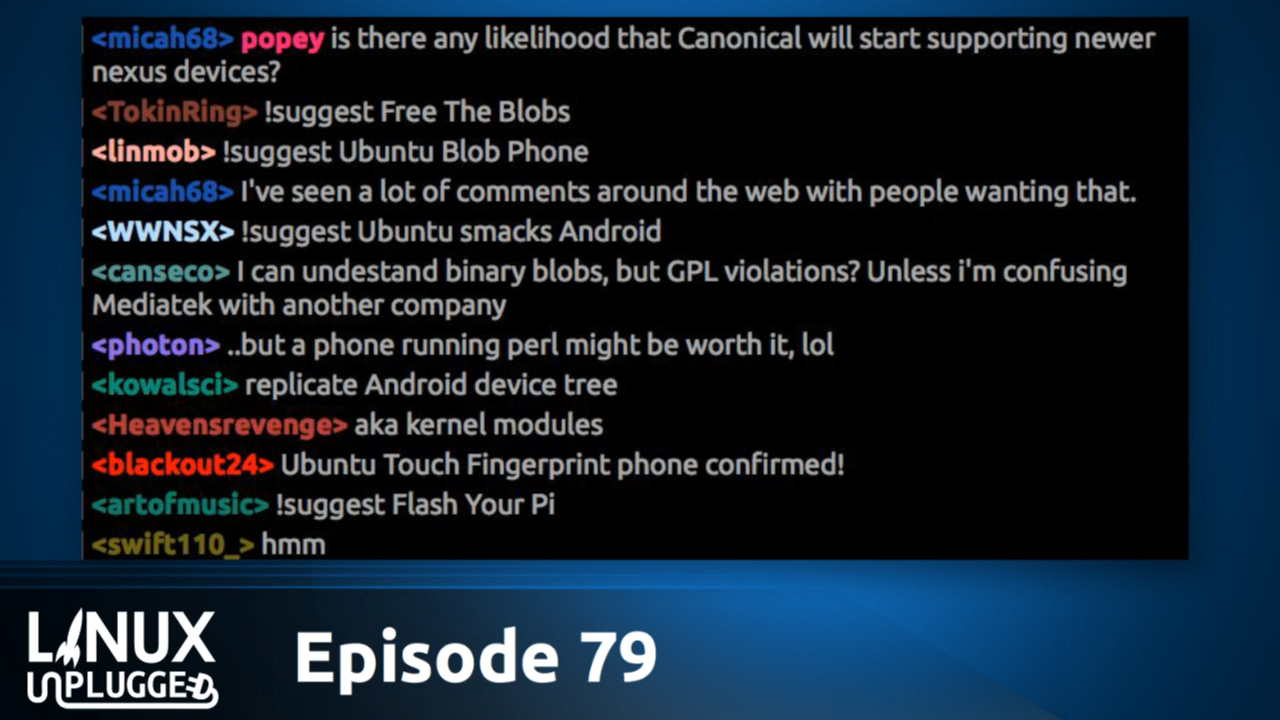 <micah68> popey is there any likelihood that Canonical will start supporting newer
nexus devices?
<TokinRing> !suggest Free The Blobs
<linmob> !suggest Ubuntu Blob Phone
<micah68> I've seen a lot of comments around the web with people wanting that.
<WWNSX> !suggest Ubuntu smacks Android
<canseco> I can undestand binary blobs, but GPL violations? Unless i'm confusing
Mediatek with another company
<photon> ..but a phone running perl might be worth it, lol
<kowalsci> replicate Android device tree
<Heavensrevenge> aka kernel modules
<blackout24> Ubuntu Touch Fingerprint phone confirmed!
<artofmusic> !suggest Flash Your Pi
<swift110_> hmm
LINUX
UNPLUGGED
Episode 79